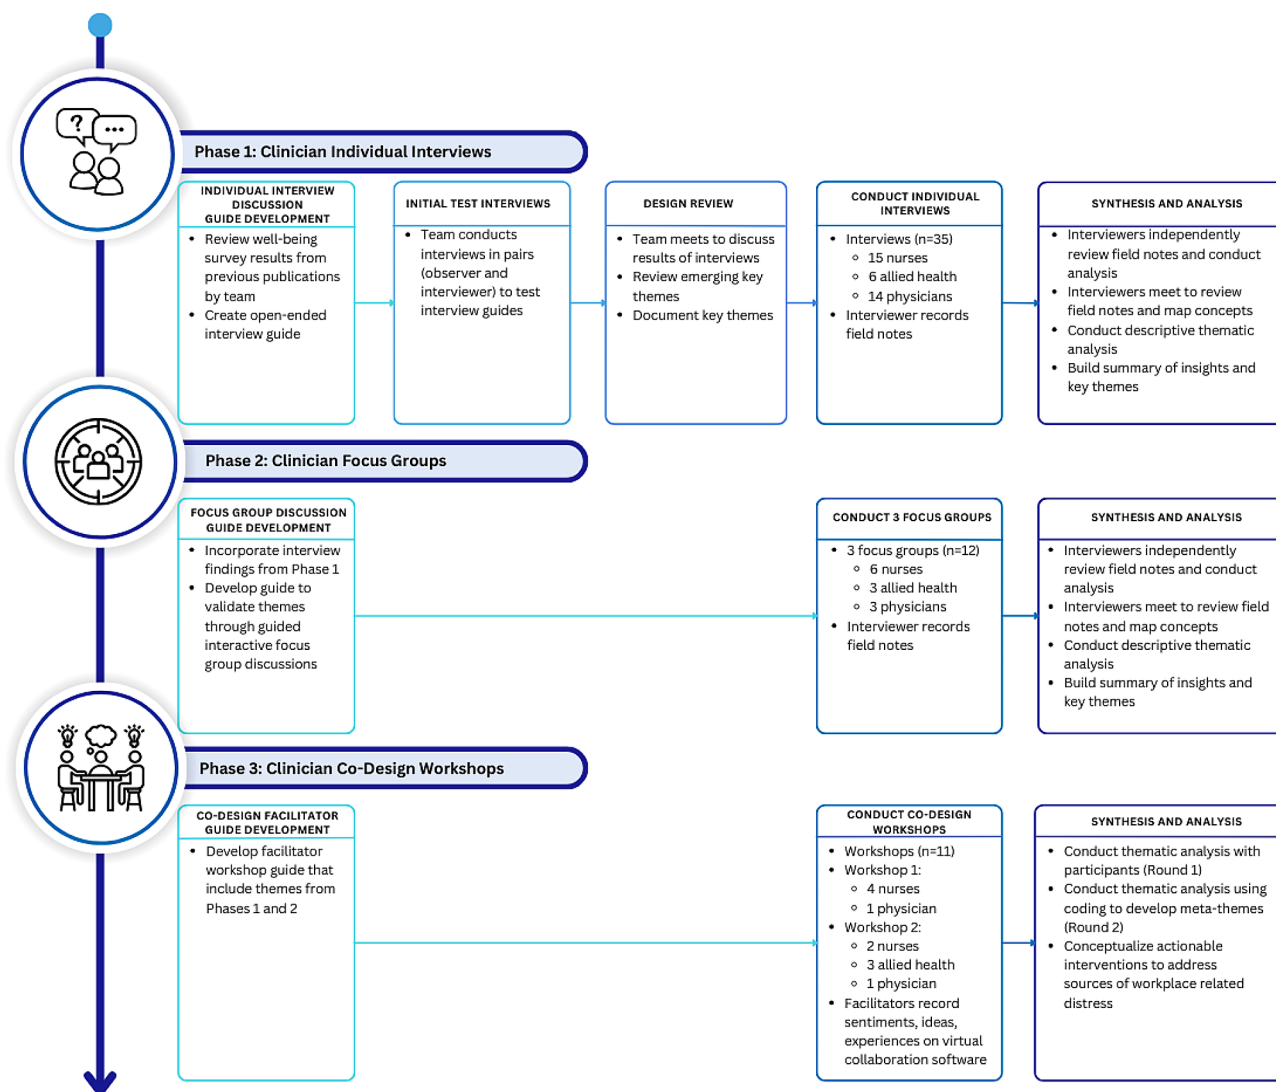 ?
Phase 1: Clinician Individual Interviews
INDIVIDUAL INTERVIEW
DISCUSSION
GUIDE DEVELOPMENT
• Review well-being
survey results from
previous publications
by team
• Create open-ended
interview guide
INITIAL TEST INTERVIEWS
• Team conducts
interviews in pairs
(observer and
interviewer) to test
interview guides
DESIGN REVIEW
• Team meets to discuss
results of interviews
• Review emerging key
themes
• Document key themes
CONDUCT INDIVIDUAL
INTERVIEWS
• Interviews (n=35)
◦ 15 nurses
◦ 6 allied health
◦ 14 physicians
• Interviewer records
field notes
SYNTHESIS AND ANALYSIS
• Interviewers independently
review field notes and conduct
analysis
• Interviewers meet to review
field notes and map concepts
• Conduct descriptive thematic
analysis
• Build summary of insights and
key themes
Phase 2: Clinician Focus Groups
FOCUS GROUP DISCUSSION
GUIDE DEVELOPMENT
• Incorporate interview
findings from Phase 1
• Develop guide to
validate themes
through guided
interactive focus
group discussions
CONDUCT 3 FOCUS GROUPS
• 3 focus groups (n=12)
◦ 6 nurses
◦ 3 allied health
◦ 3 physicians
• Interviewer records
field notes
SYNTHESIS AND ANALYSIS
• Interviewers independently
review field notes and conduct
analysis
• Interviewers meet to review field
notes and map concepts
• Conduct descriptive thematic
analysis
• Build summary of insights and
key themes
Phase 3: Clinician Co-Design Workshops
CO-DESIGN FACILITATOR
GUIDE DEVELOPMENT
• Develop facilitator
workshop guide that
include themes from
Phases 1 and 2
CONDUCT CO-DESIGN
WORKSHOPS
• Workshops (n=11)
• Workshop 1:
◦ 4 nurses
◦ 1 physician
• Workshop 2:
◦ 2 nurses
◦ 3 allied health
◦ 1 physician
• Facilitators record
sentiments, ideas,
experiences on virtual
collaboration software
SYNTHESIS AND ANALYSIS
• Conduct thematic analysis with
participants (Round 1)
• Conduct thematic analysis using
coding to develop meta-themes
(Round 2)
• Conceptualize actionable
interventions to address
sources of workplace related
distress